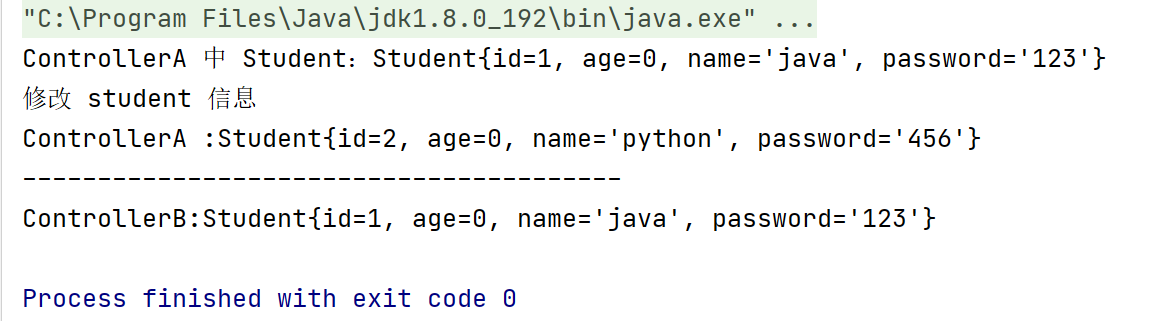 "C:\Program Files\Java\jdk1.8.0_192\bin\java.exe" ...
ControllerA 中 Student：Student{id=1, age=0, name='java', password='123'}
修改 student 信息
ControllerA :Student{id=2, age=0, name='python', password='456'}
----------------------------------------
ControllerB:Student{id=1, age=0, name='java', password='123'}
Process finished with exit code 0